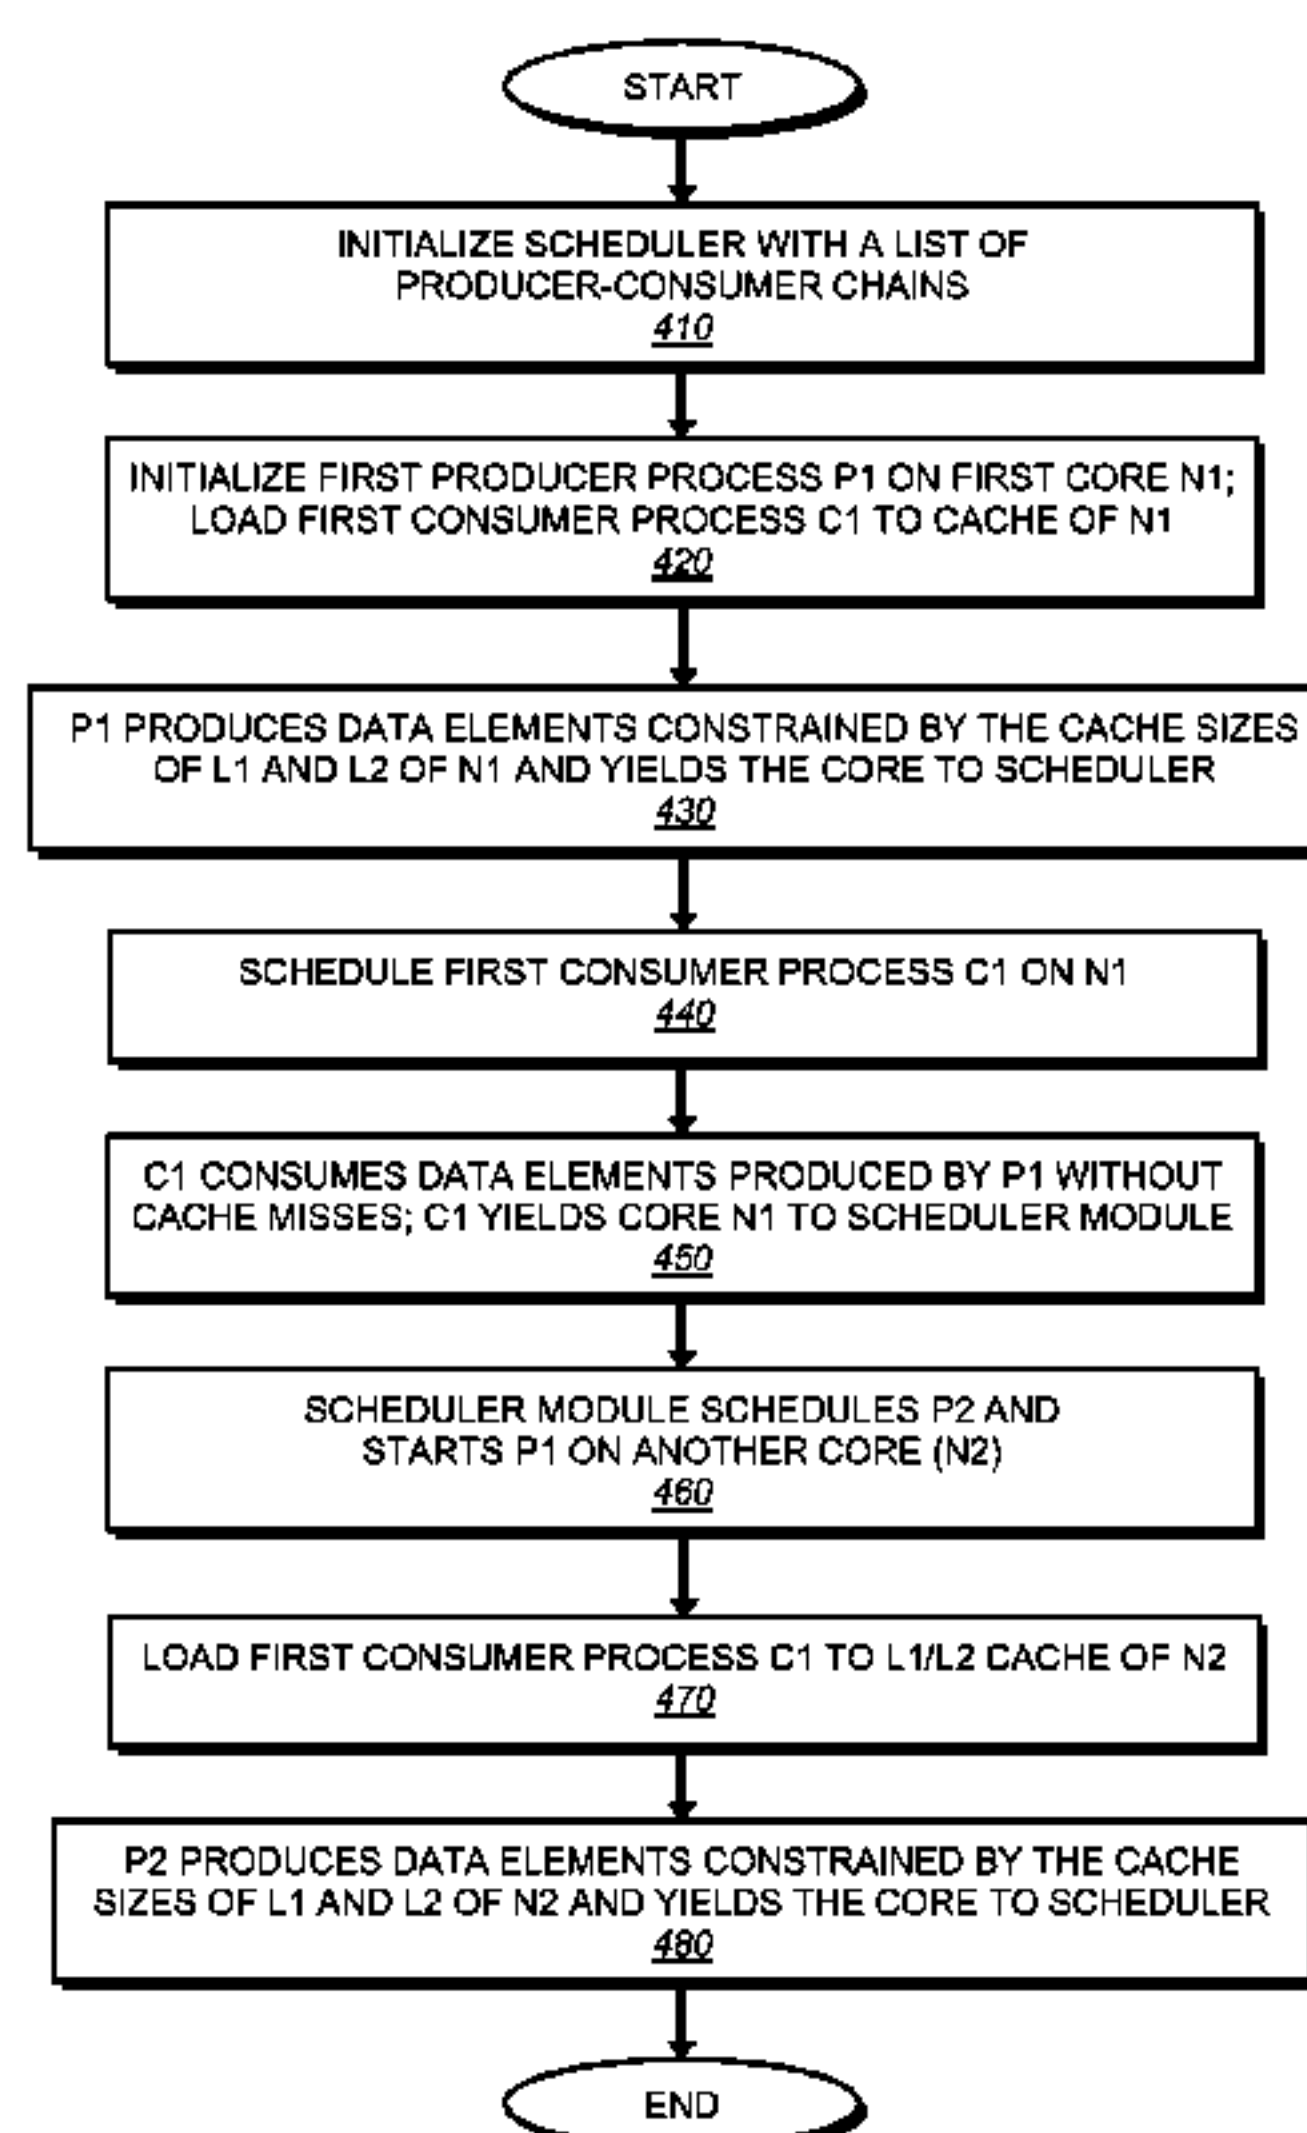 START
INITIALIZE SCHEDULER WITH A LIST OF
PRODUCER-CONSUMER CHAINS
410
INITIALIZE FIRST PRODUCER PROCESS P1 ON FIRST CORE N1;
LOAD FIRST CONSUMER PROCESS C1 TO CACHE OF N1
420
P1 PRODUCES DATA ELEMENTS CONSTRAINED BY THE CACHE SIZES
OF L1 AND L2 OF N1 AND YIELDS THE CORE TO SCHEDULER
430
SCHEDULE FIRST CONSUMER PROCESS C1 ON N1
440
C1 CONSUMES DATA ELEMENTS PRODUCED BY P1 WITHOUT
CACHE MISSES; C1 YIELDS CORE N1 TO SCHEDULER MODULE
450
SCHEDULER MODULE SCHEDULES P2 AND
STARTS P1 ON ANOTHER CORE (N2)
460
LOAD FIRST CONSUMER PROCESS C1 TO L1/L2 CACHE OF N2
470
P2 PRODUCES DATA ELEMENTS CONSTRAINED BY THE CACHE
SIZES OF L1 AND L2 OF N2 AND YIELDS THE CORE TO SCHEDULER
480
END